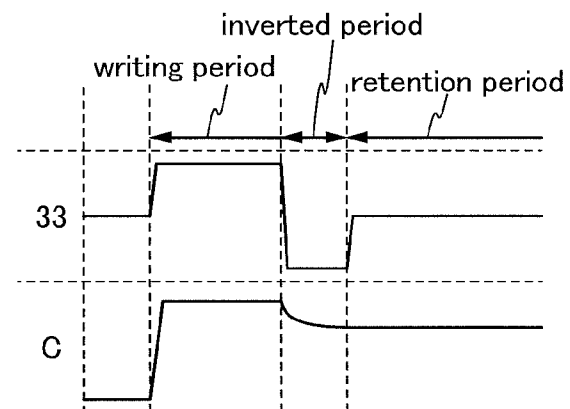 inverted period
writing period
retention period
33
C